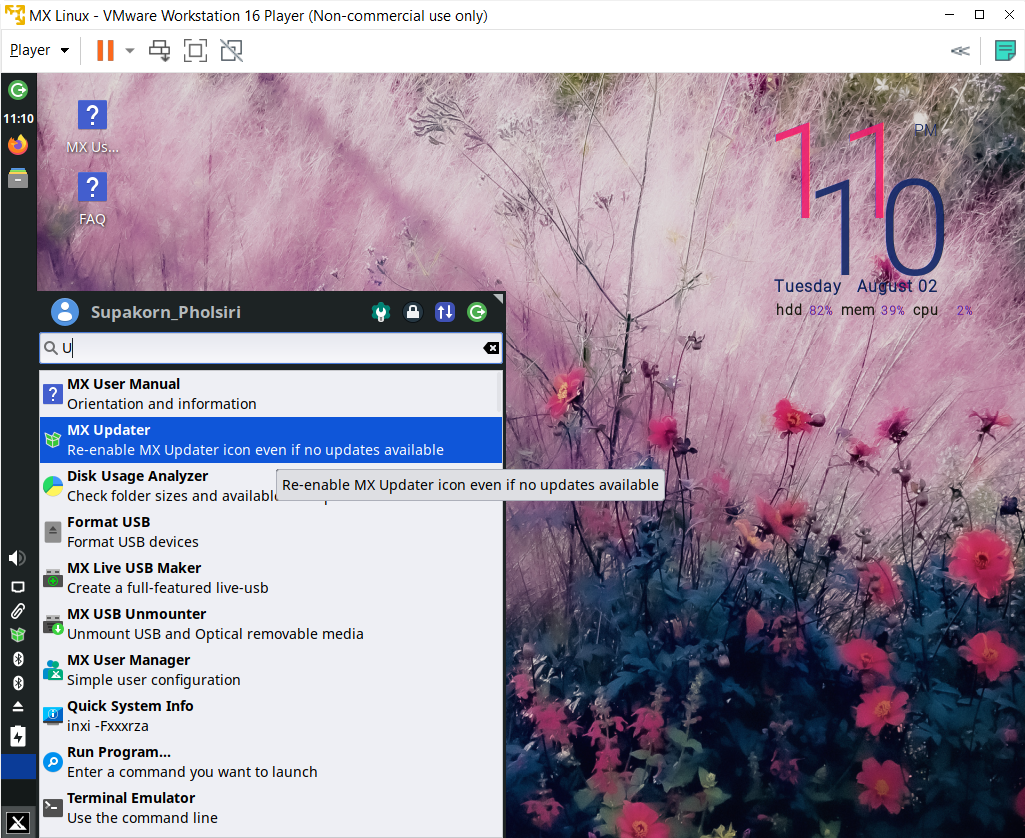 MX Linux - VMware Workstation 16 Player (Non-commercial use only)
Player
11:10
MX Us...
FAQ
11
PM
10
Tuesday August 02
hdd 82% mem 39% cpu 2%
Supakorn_Pholsiri
U
MX User Manual
Orientation and information
MX Updater
Re-enable MX Updater icon even if no updates available
Disk Usage Analyzer
Check folder sizes and available
Re-enable MX Updater icon even if no updates available
Format USB
Format USB devices
MX Live USB Maker
Create a full-featured live-usb
MX USB Unmounter
Unmount USB and Optical removable media
MX User Manager
Simple user configuration
Quick System Info
inxi -Fxxxrza
Run Program...
Enter a command you want to launch
Terminal Emulator
Use the command line